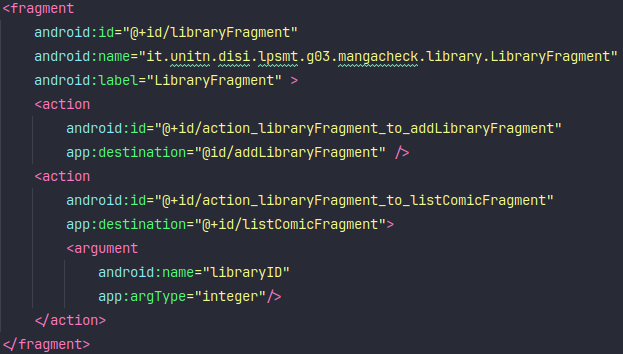 <fragment
android:id="@+id/libraryFragment"
android:name="it.unitn.disi.lpsmt.g03.mangacheck.library.LibraryFragment"
android:label="LibraryFragment" >
<action
android:id="@+id/action_libraryFragment_to_addLibraryFragment"
app:destination="@id/addLibraryFragment" />
<action
android:id="@+id/action_libraryFragment_to_listComicFragment"
app:destination="@+id/listComicFragment">
<argument
android:name="libraryID"
app:argType="integer"/>
</action>
</fragment>